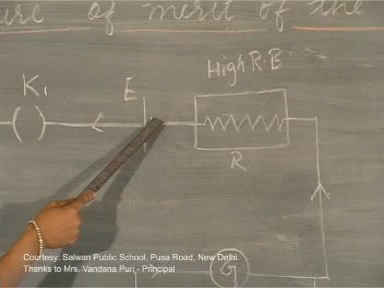 ure of merit of the
High R.B.
K1 E
R
G
Courtesy: Salwan Public School, Pusa Road, New Delhi
Thanks to Mrs. Vandana Puri - Principal